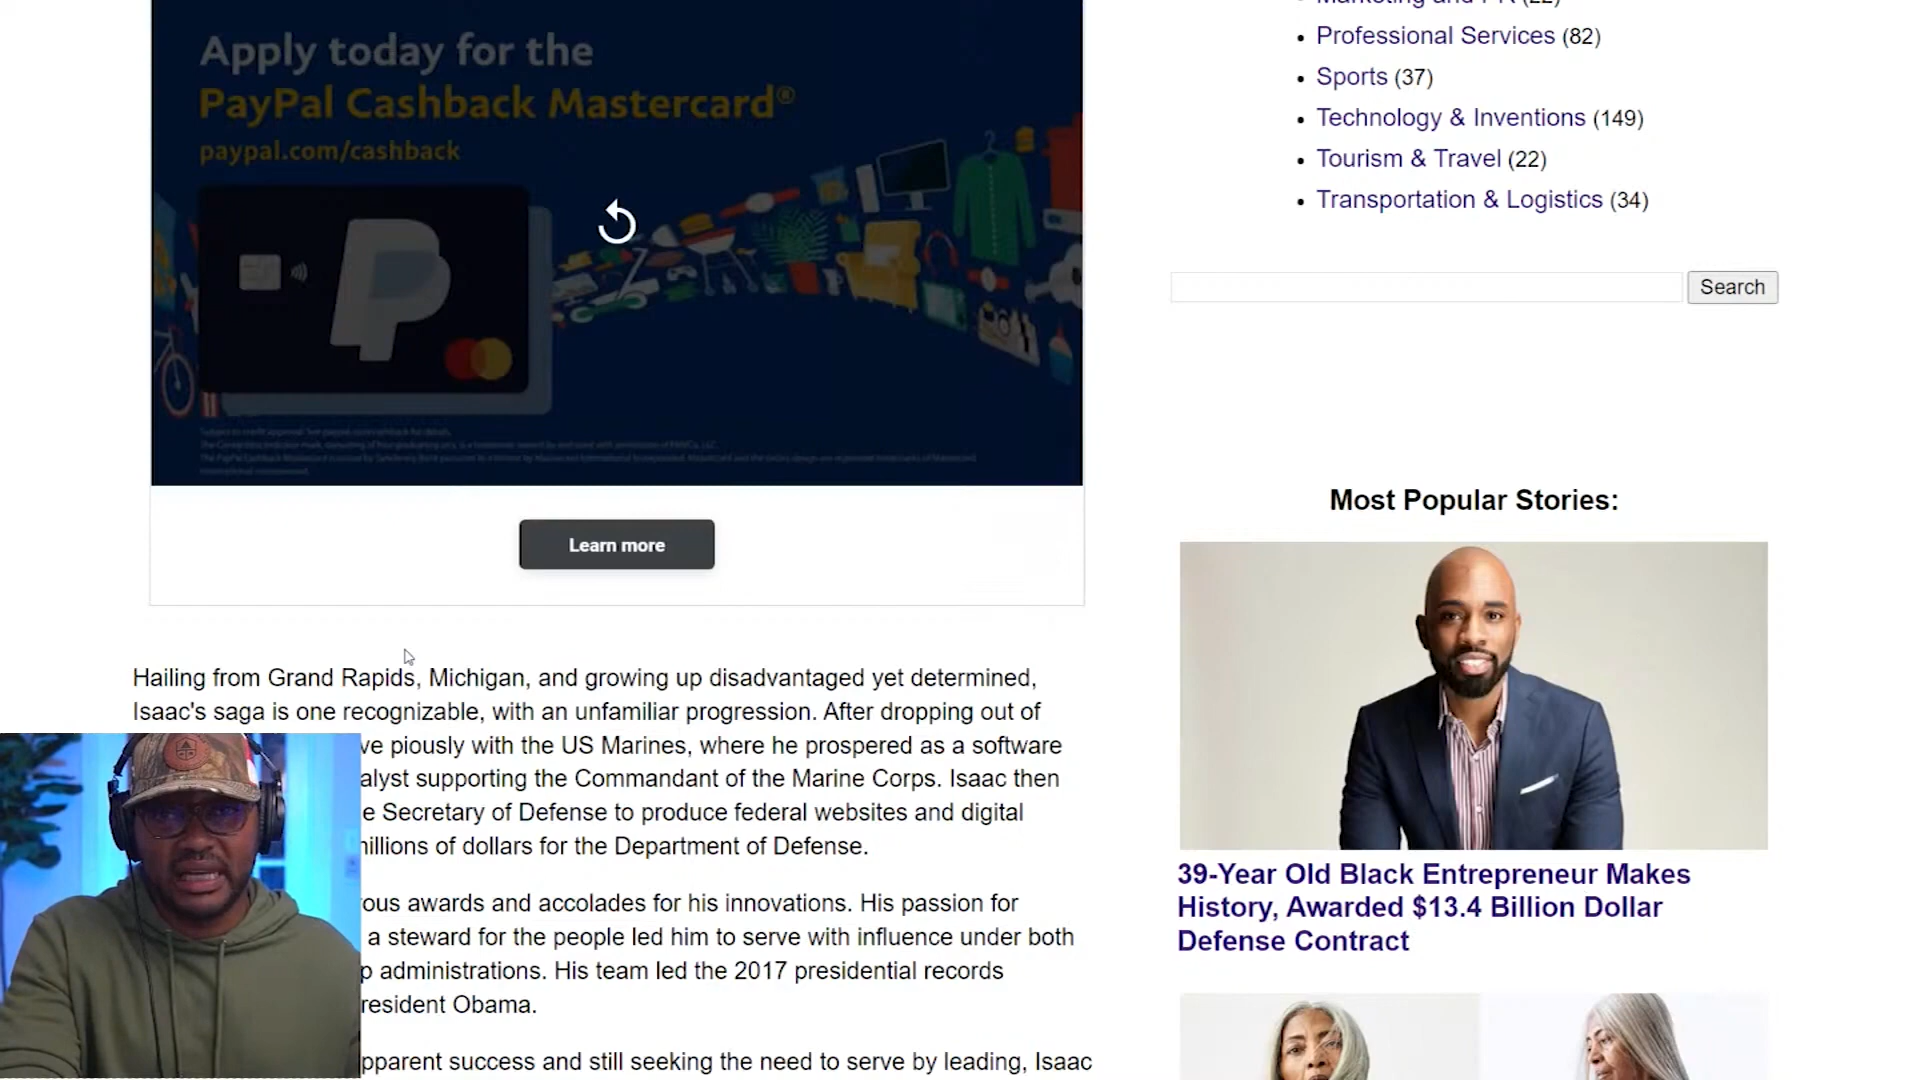 Apply today for the
PayPal Cashback Mastercard®
paypal.com/cashback
Learn more
Hailing from Grand Rapids, Michigan, and growing up disadvantaged yet determined,
Isaac's saga is one recognizable, with an unfamiliar progression. After dropping out of
ve piously with the US Marines, where he prospered as a software
alyst supporting the Commandant of the Marine Corps. Isaac then
e Secretary of Defense to produce federal websites and digital
millions of dollars for the Department of Defense.
ous awards and accolades for his innovations. His passion for
a steward for the people led him to serve with influence under both
p administrations. His team led the 2017 presidential records
resident Obama.
pparent success and still seeking the need to serve by leading, Isaac
Marketing and PR (22)
Professional Services (82)
Sports (37)
Technology & Inventions (149)
Tourism & Travel (22)
Transportation & Logistics (34)
Search
Most Popular Stories:
39-Year Old Black Entrepreneur Makes
History, Awarded $13.4 Billion Dollar
Defense Contract